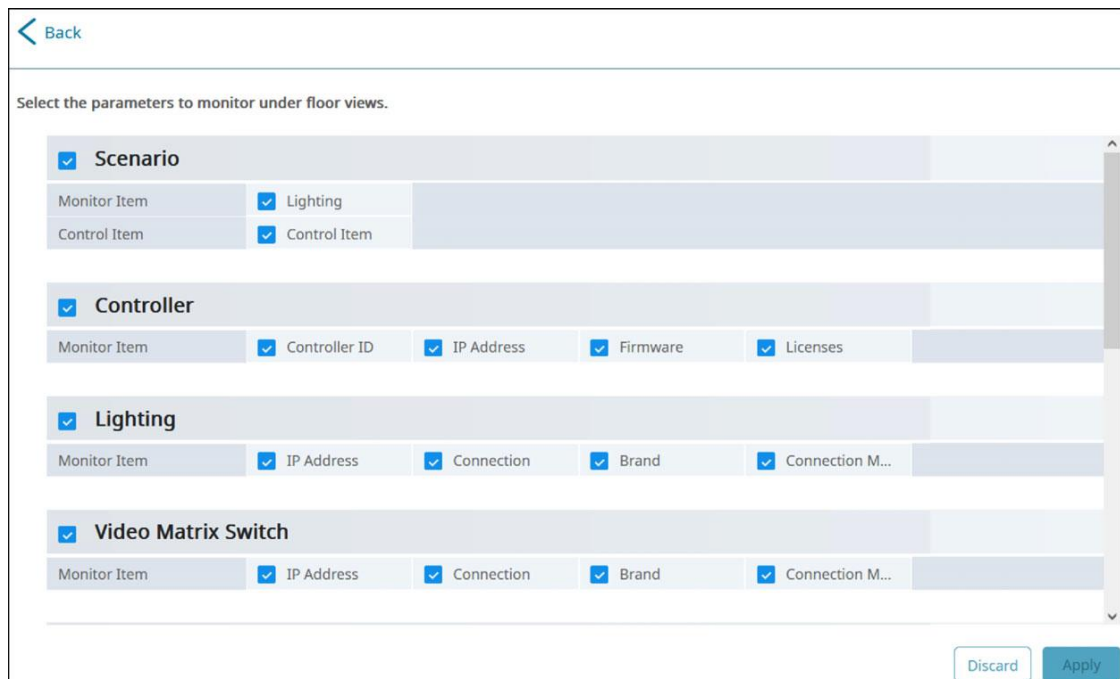 Back
Select the parameters to monitor under floor views.
Scenario
Monitor Item Lighting
Control Item Control Item
Controller
Monitor Item Controller ID IP Address Firmware Licenses
Lighting
Monitor Item IP Address Connection Brand Connection M...
Video Matrix Switch
Monitor Item IP Address Connection Brand Connection M...
Discard Apply